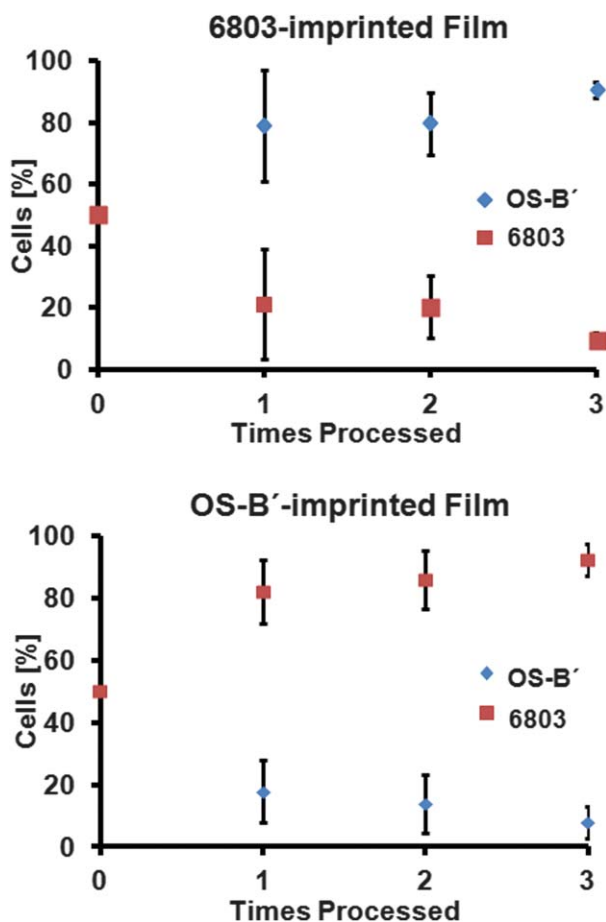 6803-imprinted Film
100
80
60
40
20
0
Cells [%]
OS-B´
6803
0 1 2 3
Times Processed
OS-B´-imprinted Film
100
80
60
40
20
0
Cells [%]
OS-B´
6803
0 1 2 3
Times Processed